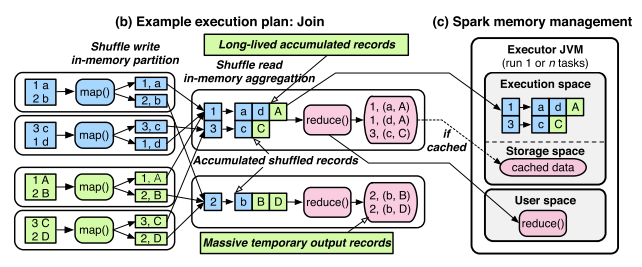 (b) Example execution plan: Join
(c) Spark memory management
Shuffle write
in-memory partition
Long-lived accumulated records
Shuffle read
in-memory aggregattion
1 a
2 b
map()
1, a
2, b
3 c
1 d
map()
3, c
1, d
1 A
2 B
map()
1, A
2, B
3 C
2 D
map()
3, C
2, D
1
a
d
A
3
c
C
reduce()
1, (a, A)
1, (d, A)
3, (c, C)
if
cached
Accumulated shuffled records
2
b
B
D
reduce()
2, (b, B)
2, (b, D)
Massive temporary output records
Executor JVM
(run 1 or n tasks)
Execution space
1
a
d
A
3
c
C
Storage space
cached data
User space
reduce()